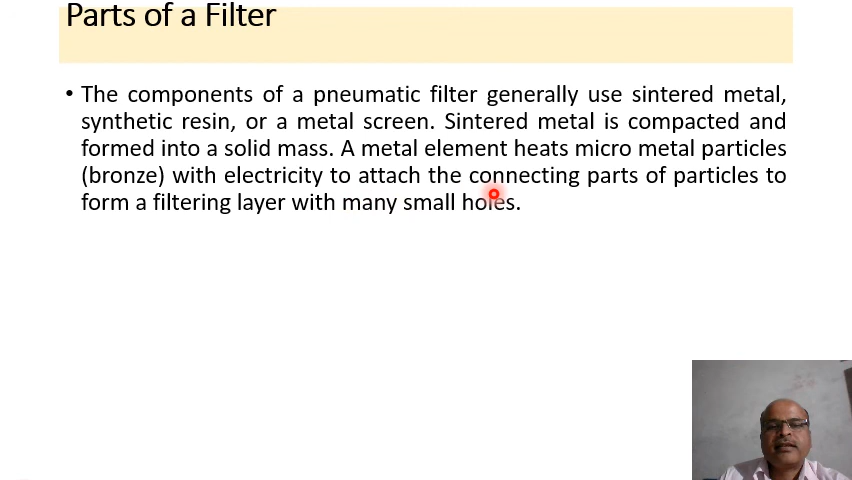 Parts of a Filter
• The components of a pneumatic filter generally use sintered metal,
synthetic resin, or a metal screen. Sintered metal is compacted and
formed into a solid mass. A metal element heats micro metal particles
(bronze) with electricity to attach the connecting parts of particles to
form a filtering layer with many small holes.